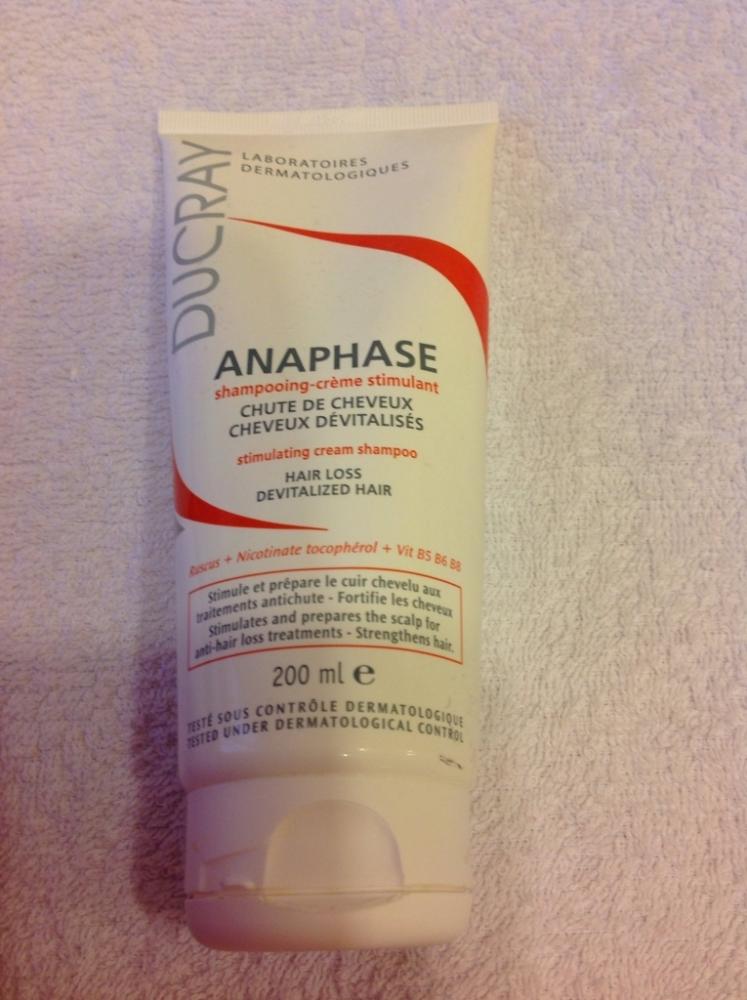 DUCRAY
LABORATOIRES
DERMATOLOGIQUES
ANAPHASE
shampooing-crème stimulant
CHUTE DE CHEVEUX
CHEVEUX DÉVITALISÉS
stimulating cream shampoo
HAIR LOSS
DEVITALIZED HAIR
Ruscus + Nicotinate tocophérol + Vit B5 B6 B8
Stimule et prépare le cuir chevelu aux
traitements antichute - Fortifie les cheveux
Stimulates and prepares the scalp for
anti-hair loss treatments - Strengthens hair.
200 ml e
TESTÉ SOUS CONTRÔLE DERMATOLOGIQUE
TESTED UNDER DERMATOLOGICAL CONTROL